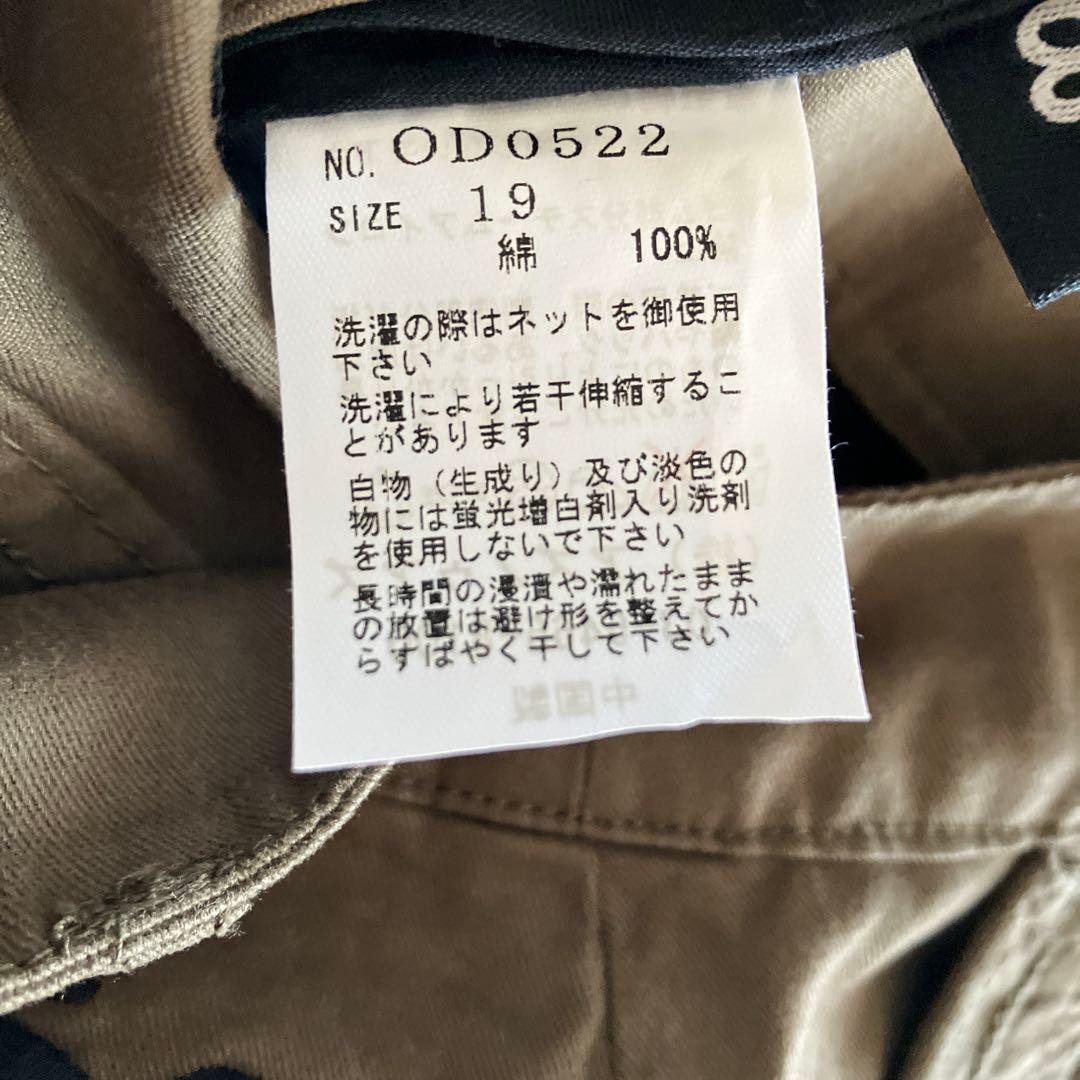 NO. OD0522
SIZE 19
綿 100%
洗濯の際はネットを御使用
下さい
洗濯により若干伸縮するこ
とがあります
白物（生成り）及び淡色の
物には蛍光増白剤入り洗剤
を使用しないで下さい
長時間の浸漬や濡れたまま
の放置は避け形を整えてか
らすばやく干して下さい
中国製